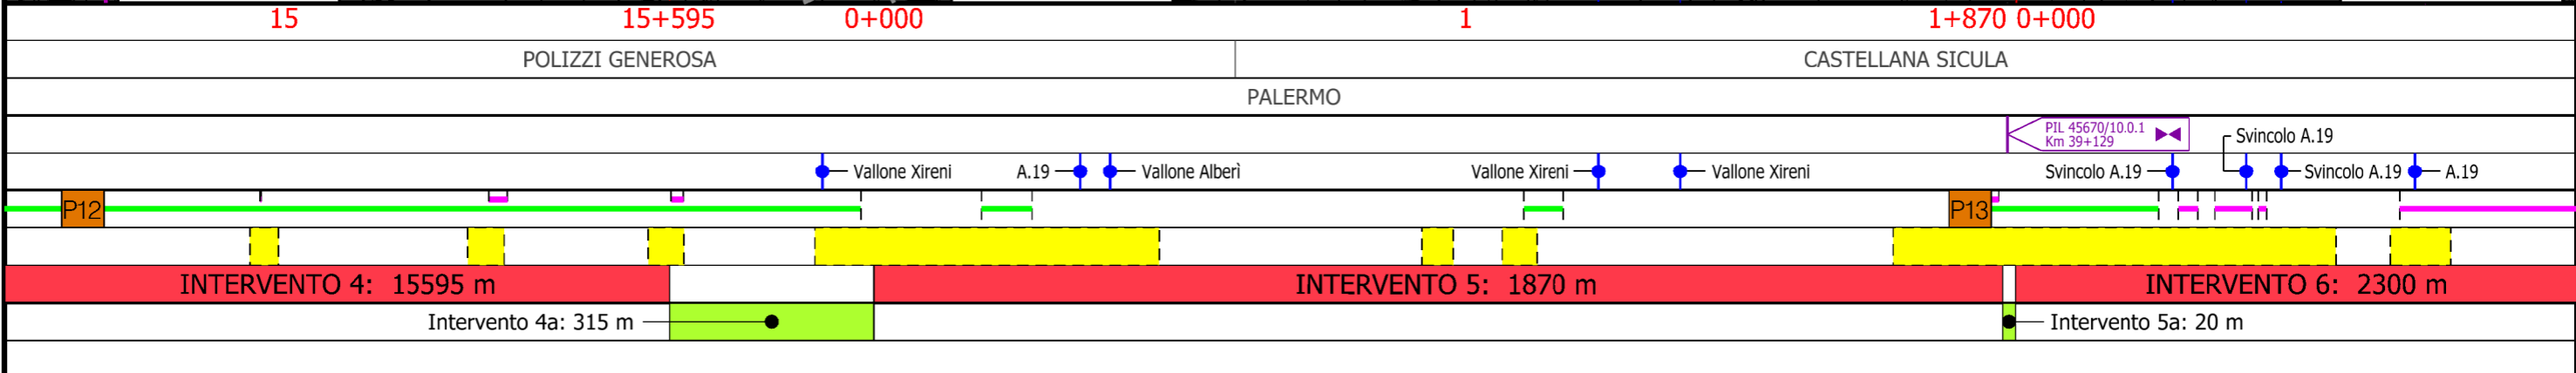 15 15+595 0+000 1 1+870 0+000
POLIZZI GENEROSA CASTELLANA SICULA
PALERMO
PIL 45670/10.0.1
Km 39+129
Svincolo A.19
Vallone Xireni A.19 Vallone Alberì Vallone Xireni Vallone Xireni Svincolo A.19 Svincolo A.19 A.19
P12 P13
INTERVENTO 4: 15595 m INTERVENTO 5: 1870 m INTERVENTO 6: 2300 m
Intervento 4a: 315 m Intervento 5a: 20 m